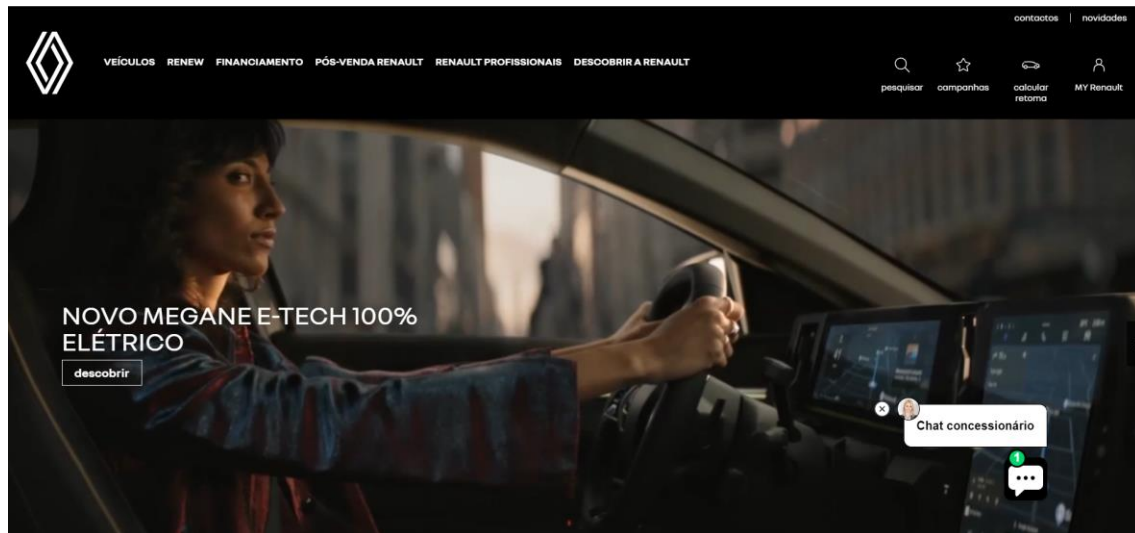 contactos | novidades
VEÍCULOS RENEW FINANCIAMENTO PÓS-VENDA RENAULT RENAULT PROFISSIONAIS DESCOBRIR A RENAULT
pesquisar campanhas calcular retoma MY Renault
NOVO MEGANE E-TECH 100%
ELÉTRICO
descobrir
Chat concessionário
1